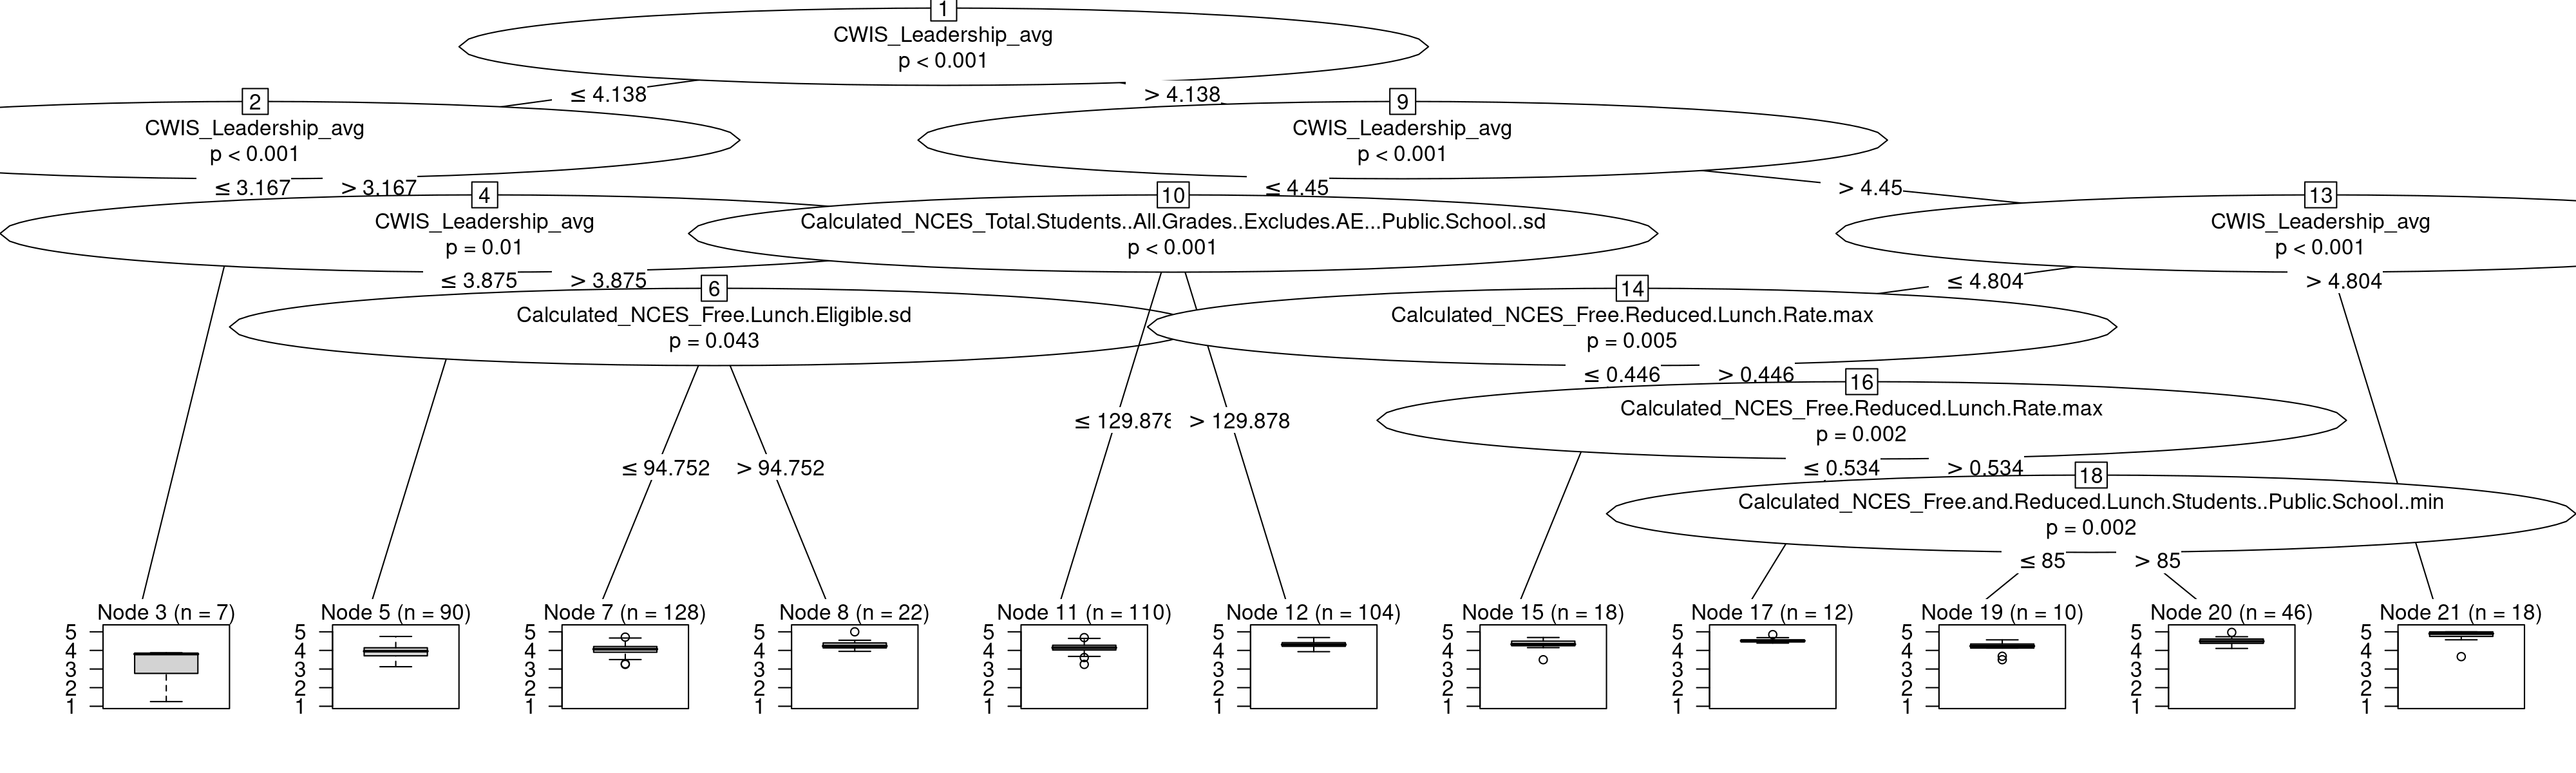 1
CWIS_Leadership_avg
p < 0.001
≤ 4.138
> 4.138
2
CWIS_Leadership_avg
p < 0.001
9
CWIS_Leadership_avg
p < 0.001
≤ 3.167
> 3.167
≤ 4.45
> 4.45
4
CWIS_Leadership_avg
p = 0.01
10
Calculated_NCES_Total.Students..All.Grades..Excludes.AE...Public.School..sd
p < 0.001
13
CWIS_Leadership_avg
p < 0.001
≤ 3.875
> 3.875
≤ 4.804
> 4.804
6
Calculated_NCES_Free.Lunch.Eligible.sd
p = 0.043
14
Calculated_NCES_Free.Reduced.Lunch.Rate.max
p = 0.005
≤ 0.446
> 0.446
16
Calculated_NCES_Free.Reduced.Lunch.Rate.max
p = 0.002
≤ 129.878
> 129.878
≤ 94.752
> 94.752
≤ 0.534
> 0.534
18
Calculated_NCES_Free.and.Reduced.Lunch.Students..Public.School..min
p = 0.002
≤ 85
> 85
Node 3 (n = 7)
5
4
3
2
1
Node 5 (n = 90)
5
4
3
2
1
Node 7 (n = 128)
5
4
3
2
1
Node 8 (n = 22)
5
4
3
2
1
Node 11 (n = 110)
5
4
3
2
1
Node 12 (n = 104)
5
4
3
2
1
Node 15 (n = 18)
5
4
3
2
1
Node 17 (n = 12)
5
4
3
2
1
Node 19 (n = 10)
5
4
3
2
1
Node 20 (n = 46)
5
4
3
2
1
Node 21 (n = 18)
5
4
3
2
1